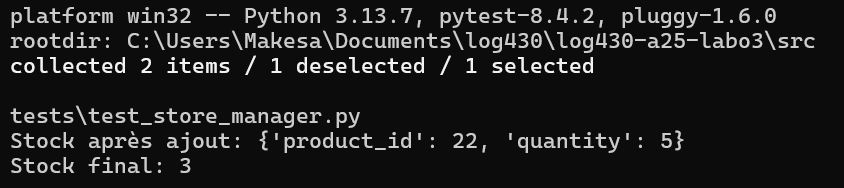 platform win32 -- Python 3.13.7, pytest-8.4.2, pluggy-1.6.0
rootdir: C:\Users\Makesa\Documents\log430\log430-a25-labo3\src
collected 2 items / 1 deselected / 1 selected
tests\test_store_manager.py
Stock après ajout: {'product_id': 22, 'quantity': 5}
Stock final: 3